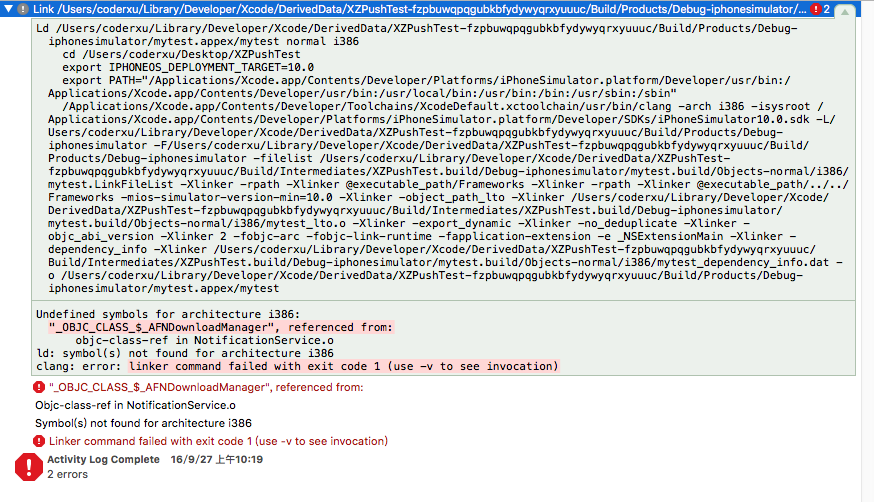 Link /Users/coderxu/Library/Developer/Xcode/DerivedData/XZPushTest-fzpbuwqpqgubkbfydywyqrxyuuuc/Build/Products/Debug-iphonesimulator/... 2
Ld /Users/coderxu/Library/Developer/Xcode/DerivedData/XZPushTest-fzpbuwqpqgubkbfydywyqrxyuuuc/Build/Products/Debug-
iphonesimulator/mytest.appex/mytest normal i386
cd /Users/coderxu/Desktop/XZPushTest
export IPHONEOS_DEPLOYMENT_TARGET=10.0
export PATH="/Applications/Xcode.app/Contents/Developer/Platforms/iPhoneSimulator.platform/Developer/usr/bin:/
Applications/Xcode.app/Contents/Developer/usr/bin:/usr/local/bin:/usr/bin:/bin:/usr/sbin:/sbin"
/Applications/Xcode.app/Contents/Developer/Toolchains/XcodeDefault.xctoolchain/usr/bin/clang -arch i386 -isysroot /
Applications/Xcode.app/Contents/Developer/Platforms/iPhoneSimulator.platform/Developer/SDKs/iPhoneSimulator10.0.sdk -L/
Users/coderxu/Library/Developer/Xcode/DerivedData/XZPushTest-fzpbuwqpqgubkbfydywyqrxyuuuc/Build/Products/Debug-
iphonesimulator -F/Users/coderxu/Library/Developer/Xcode/DerivedData/XZPushTest-fzpbuwqpqgubkbfydywyqrxyuuuc/Build/
Products/Debug-iphonesimulator -filelist /Users/coderxu/Library/Developer/Xcode/DerivedData/XZPushTest-
fzpbuwqpqgubkbfydywyqrxyuuuc/Build/Intermediates/XZPushTest.build/Debug-iphonesimulator/mytest.build/Objects-normal/i386/
mytest.LinkFileList -Xlinker -rpath -Xlinker @executable_path/Frameworks -Xlinker -rpath -Xlinker @executable_path/../../
Frameworks -mios-simulator-version-min=10.0 -Xlinker -object_path_lto -Xlinker /Users/coderxu/Library/Developer/Xcode/
DerivedData/XZPushTest-fzpbuwqpqgubkbfydywyqrxyuuuc/Build/Intermediates/XZPushTest.build/Debug-iphonesimulator/
mytest.build/Objects-normal/i386/mytest_lto.o -Xlinker -export_dynamic -Xlinker -no_deduplicate -Xlinker -
objc_abi_version -Xlinker 2 -fobjc-arc -fobjc-link-runtime -fapplication-extension -e _NSExtensionMain -Xlinker -
dependency_info -Xlinker /Users/coderxu/Library/Developer/Xcode/DerivedData/XZPushTest-fzpbuwqpqgubkbfydywyqrxyuuuc/
Build/Intermediates/XZPushTest.build/Debug-iphonesimulator/mytest.build/Objects-normal/i386/mytest_dependency_info.dat -
o /Users/coderxu/Library/Developer/Xcode/DerivedData/XZPushTest-fzpbuwqpqgubkbfydywyqrxyuuuc/Build/Products/Debug-
iphonesimulator/mytest.appex/mytest
Undefined symbols for architecture i386:
"_OBJC_CLASS_$_AFNDownloadManager", referenced from:
objc-class-ref in NotificationService.o
ld: symbol(s) not found for architecture i386
clang: error: linker command failed with exit code 1 (use -v to see invocation)
"_OBJC_CLASS_$_AFNDownloadManager", referenced from:
Objc-class-ref in NotificationService.o
Symbol(s) not found for architecture i386
Linker command failed with exit code 1 (use -v to see invocation)
Activity Log Complete 16/9/27 上午10:19
2 errors